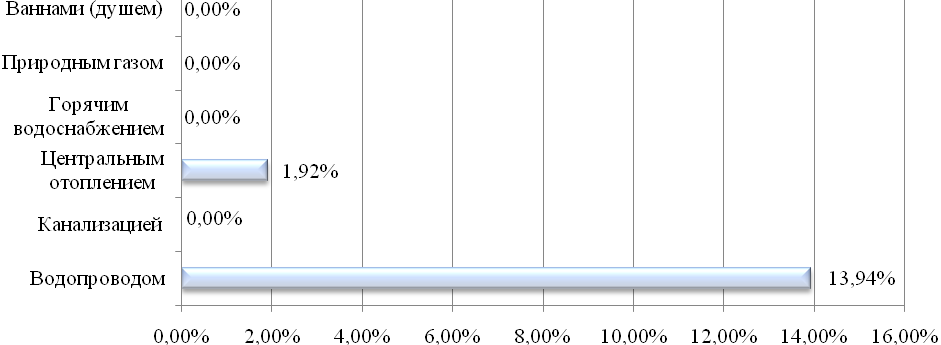 Ваннами (душем) 0,00%
Природным газом 0,00%
Горячим
водоснабжением 0,00%
Центральным
отоплением 1,92%
Канализацией 0,00%
Водопроводом 13,94%
0,00% 2,00% 4,00% 6,00% 8,00% 10,00% 12,00% 14,00% 16,00%